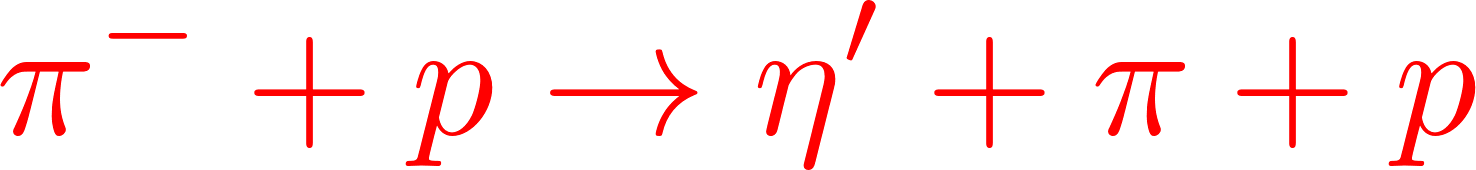 π⁻ + p → η′ + π + p